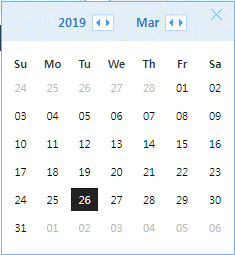 2019 Mar
Su Mo Tu We Th Fr Sa
24 25 26 27 28 01 02
03 04 05 06 07 08 09
10 11 12 13 14 15 16
17 18 19 20 21 22 23
24 25 26 27 28 29 30
31 01 02 03 04 05 06